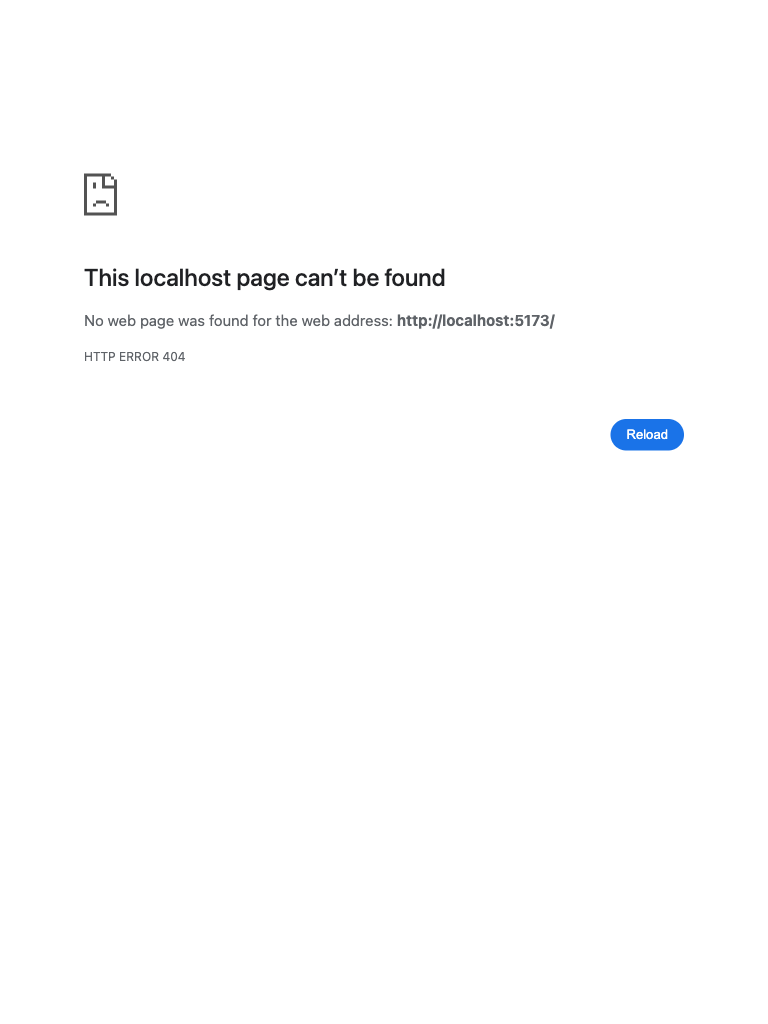 This localhost page can’t be found
No web page was found for the web address: http://localhost:5173/
HTTP ERROR 404
Reload